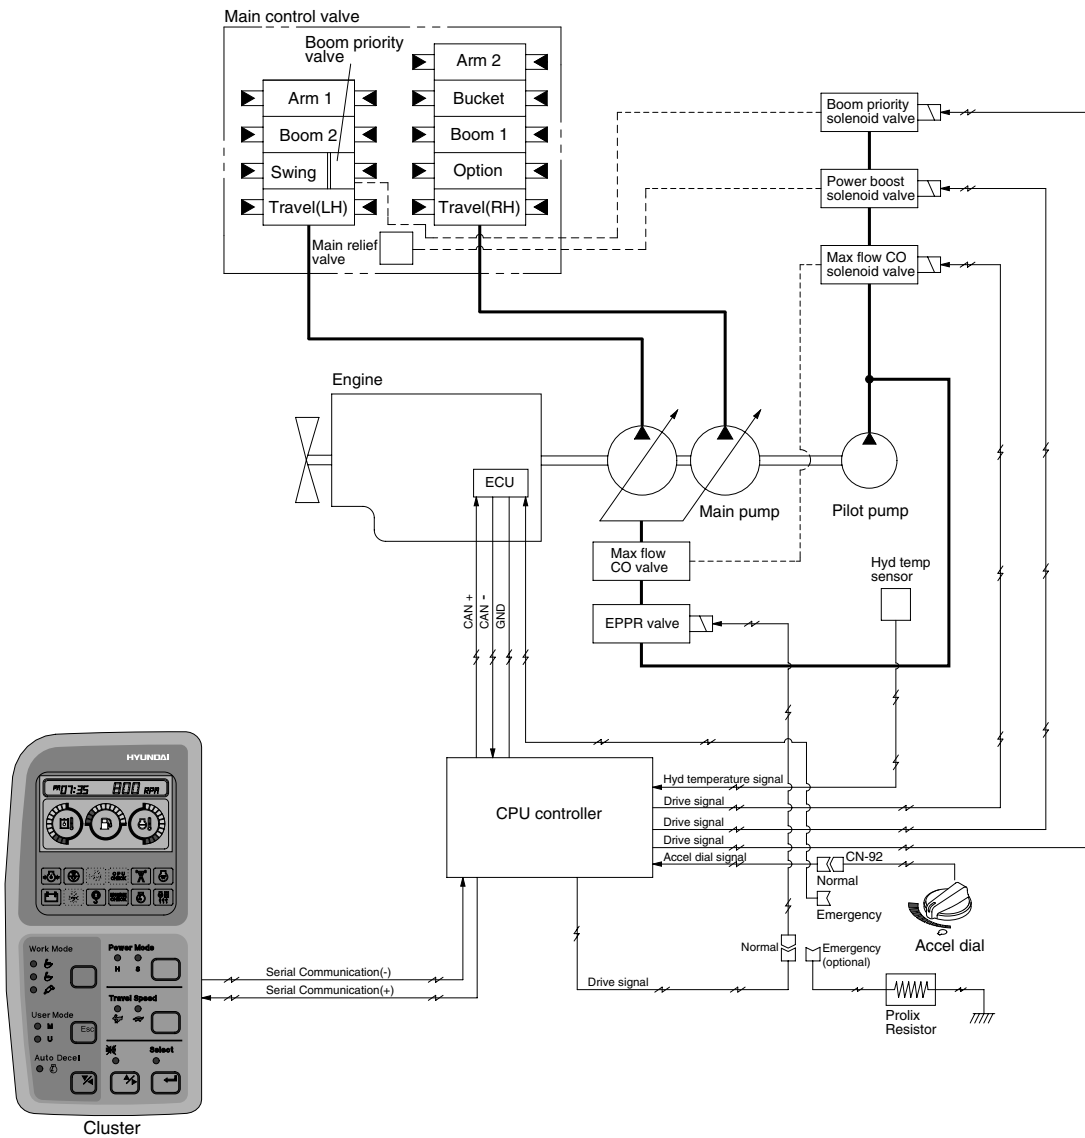 Main control valve
Boom priority
valve
Arm 1
Boom 2
Swing
Travel(LH)
Arm 2
Bucket
Boom 1
Option
Travel(RH)
Main relief
valve
Boom priority
solenoid valve
Power boost
solenoid valve
Max flow CO
solenoid valve
Engine
ECU
Main pump
Pilot pump
Max flow
CO valve
EPPR valve
Hyd temp
sensor
CAN +
CAN -
GND
CPU controller
Hyd temperature signal
Drive signal
Drive signal
Drive signal
Accel dial signal
CN-92
Normal
Emergency
Accel dial
Normal
Emergency
(optional)
Drive signal
Prolix
Resistor
Serial Communication(-)
Serial Communication(+)
HYUNDAI
PM 07:35 800 RPM
CPU
CHECK
Work Mode
Power Mode
H S
Travel Speed
User Mode
M
U
Esc
Auto Decel
Select
Cluster